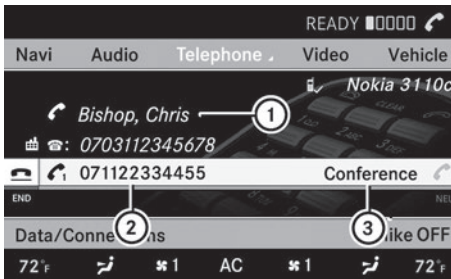 READY
Navi Audio Telephone Video Vehicle
Nokia 3110c
Bishop, Chris 1
0703112345678
1 071122334455 Conference
END
2 3
Data/Conne ns ike OFF
72°F 1 AC 1 72°F